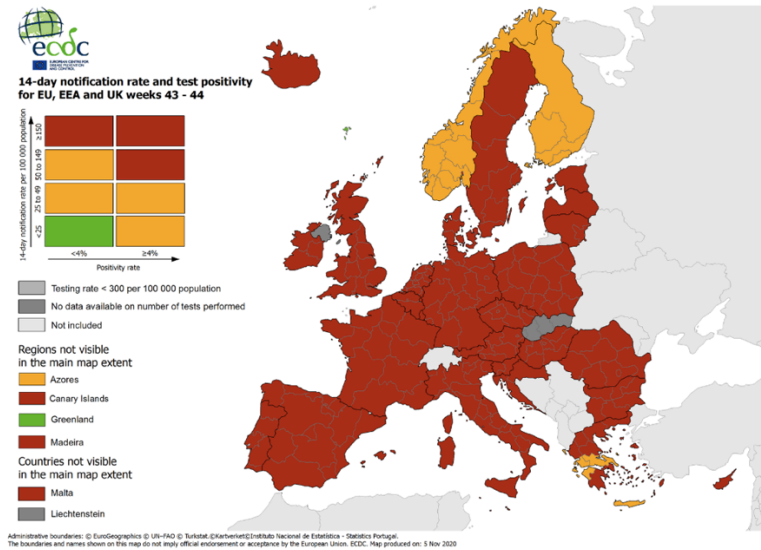 ecdc
EUROPEAN CENTRE FOR
DISEASE PREVENTION
AND CONTROL
14-day notification rate and test positivity
for EU, EEA and UK weeks 43 - 44
14-day notification rate per 100 000 population
≥150
50 to 149
25 to 49
<25
<4%
≥4%
Positivity rate
Testing rate < 300 per 100 000 population
No data available on number of tests performed
Not included
Regions not visible
in the main map extent
Azores
Canary Islands
Greenland
Madeira
Countries not visible
in the main map extent
Malta
Liechtenstein
Administrative boundaries: © EuroGeographics © UN–FAO © Turkstat.©Kartverket©Instituto Nacional de Estatística - Statistics Portugal.
The boundaries and names shown on this map do not imply official endorsement or acceptance by the European Union. ECDC. Map produced on: 5 Nov 2020